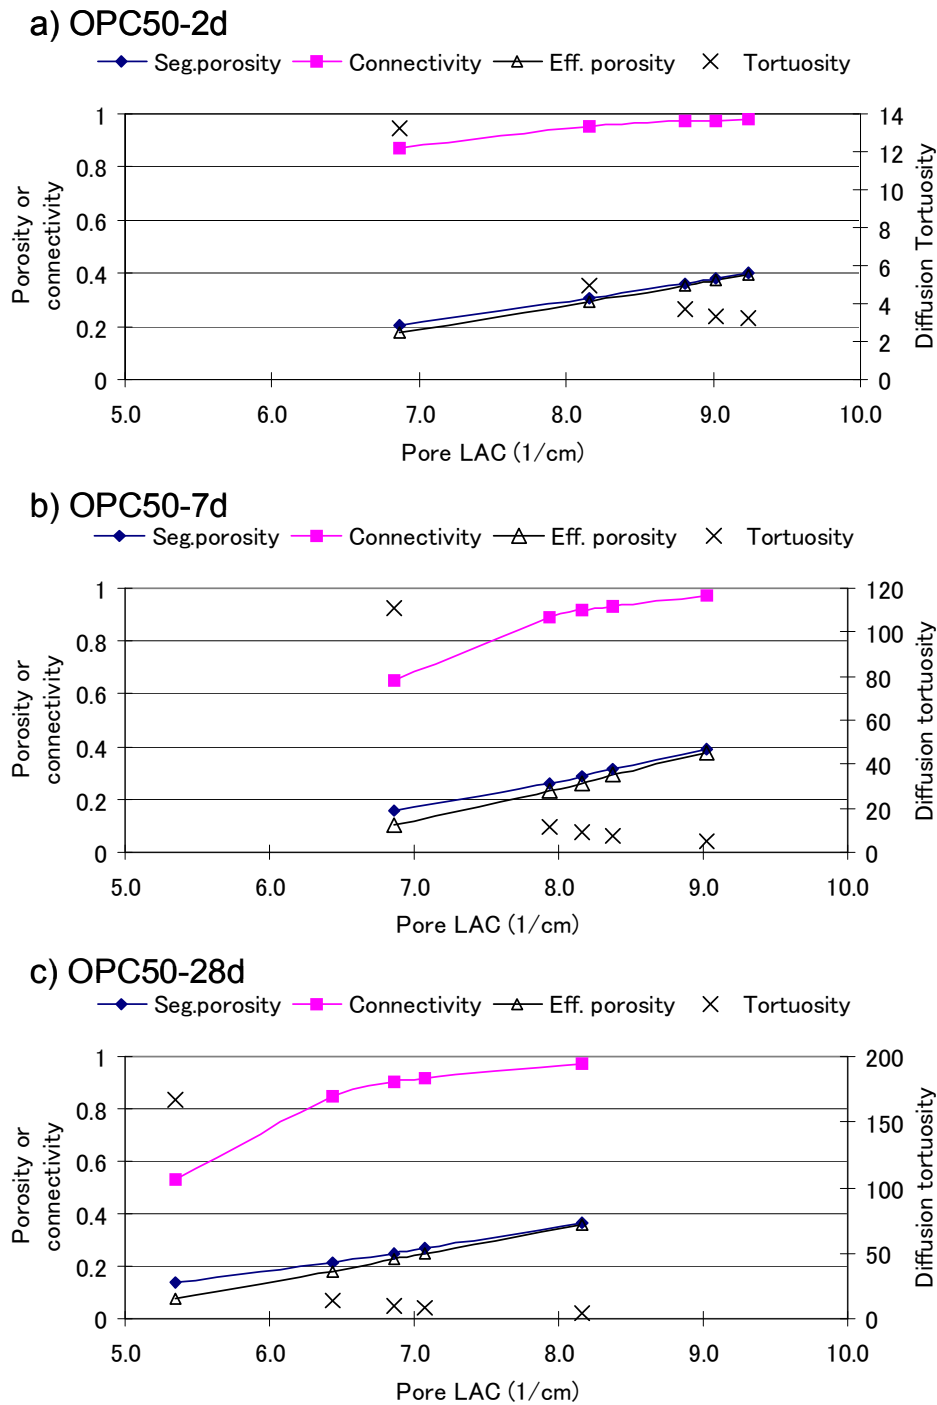 a) OPC50-2d
Seg.porosity Connectivity Eff. porosity Tortuosity
Porosity or
connectivity
1
0.8
0.6
0.4
0.2
0
14
12
10
8
6
4
2
0
Diffusion Tortuosity
5.0 6.0 7.0 8.0 9.0 10.0
Pore LAC (1/cm)
b) OPC50-7d
Seg.porosity Connectivity Eff. porosity Tortuosity
Porosity or
connectivity
1
0.8
0.6
0.4
0.2
0
120
100
80
60
40
20
0
Diffusion tortuosity
5.0 6.0 7.0 8.0 9.0 10.0
Pore LAC (1/cm)
c) OPC50-28d
Seg.porosity Connectivity Eff. porosity Tortuosity
Porosity or
connectivity
1
0.8
0.6
0.4
0.2
0
200
150
100
50
0
Diffusion tortuosity
5.0 6.0 7.0 8.0 9.0 10.0
Pore LAC (1/cm)